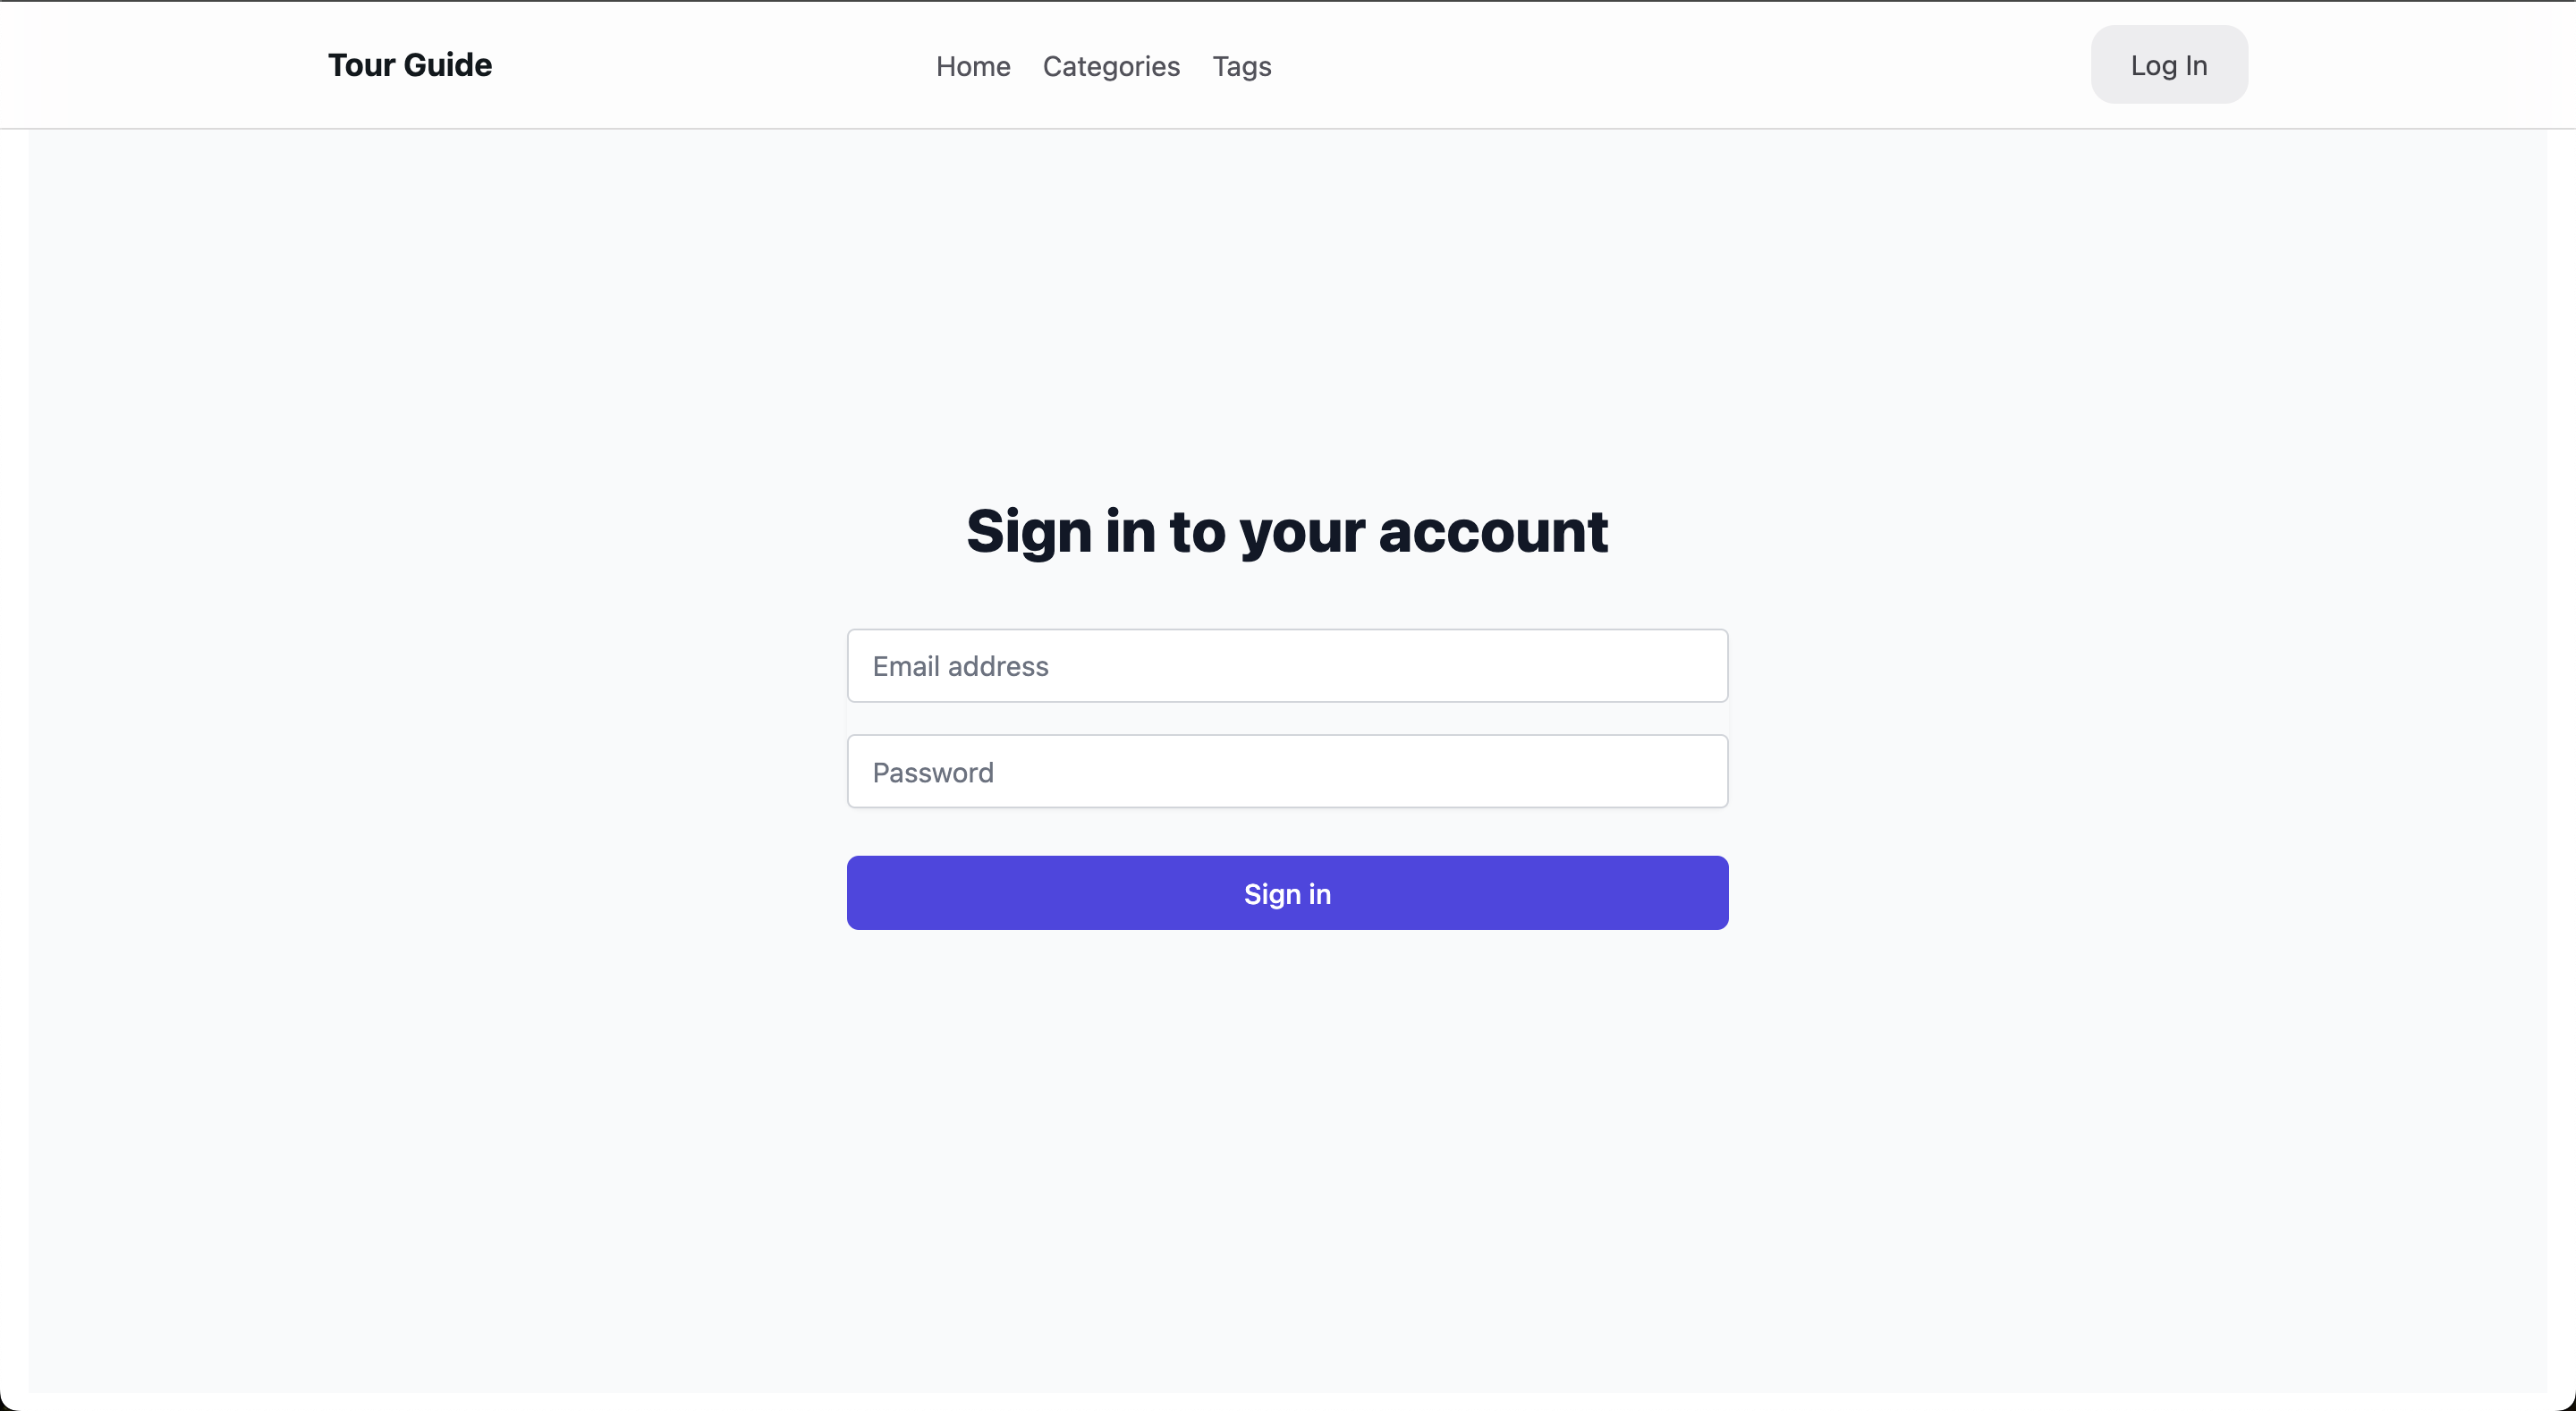 Tour Guide
Home Categories Tags
Log In
Sign in to your account
Email address
Password
Sign in